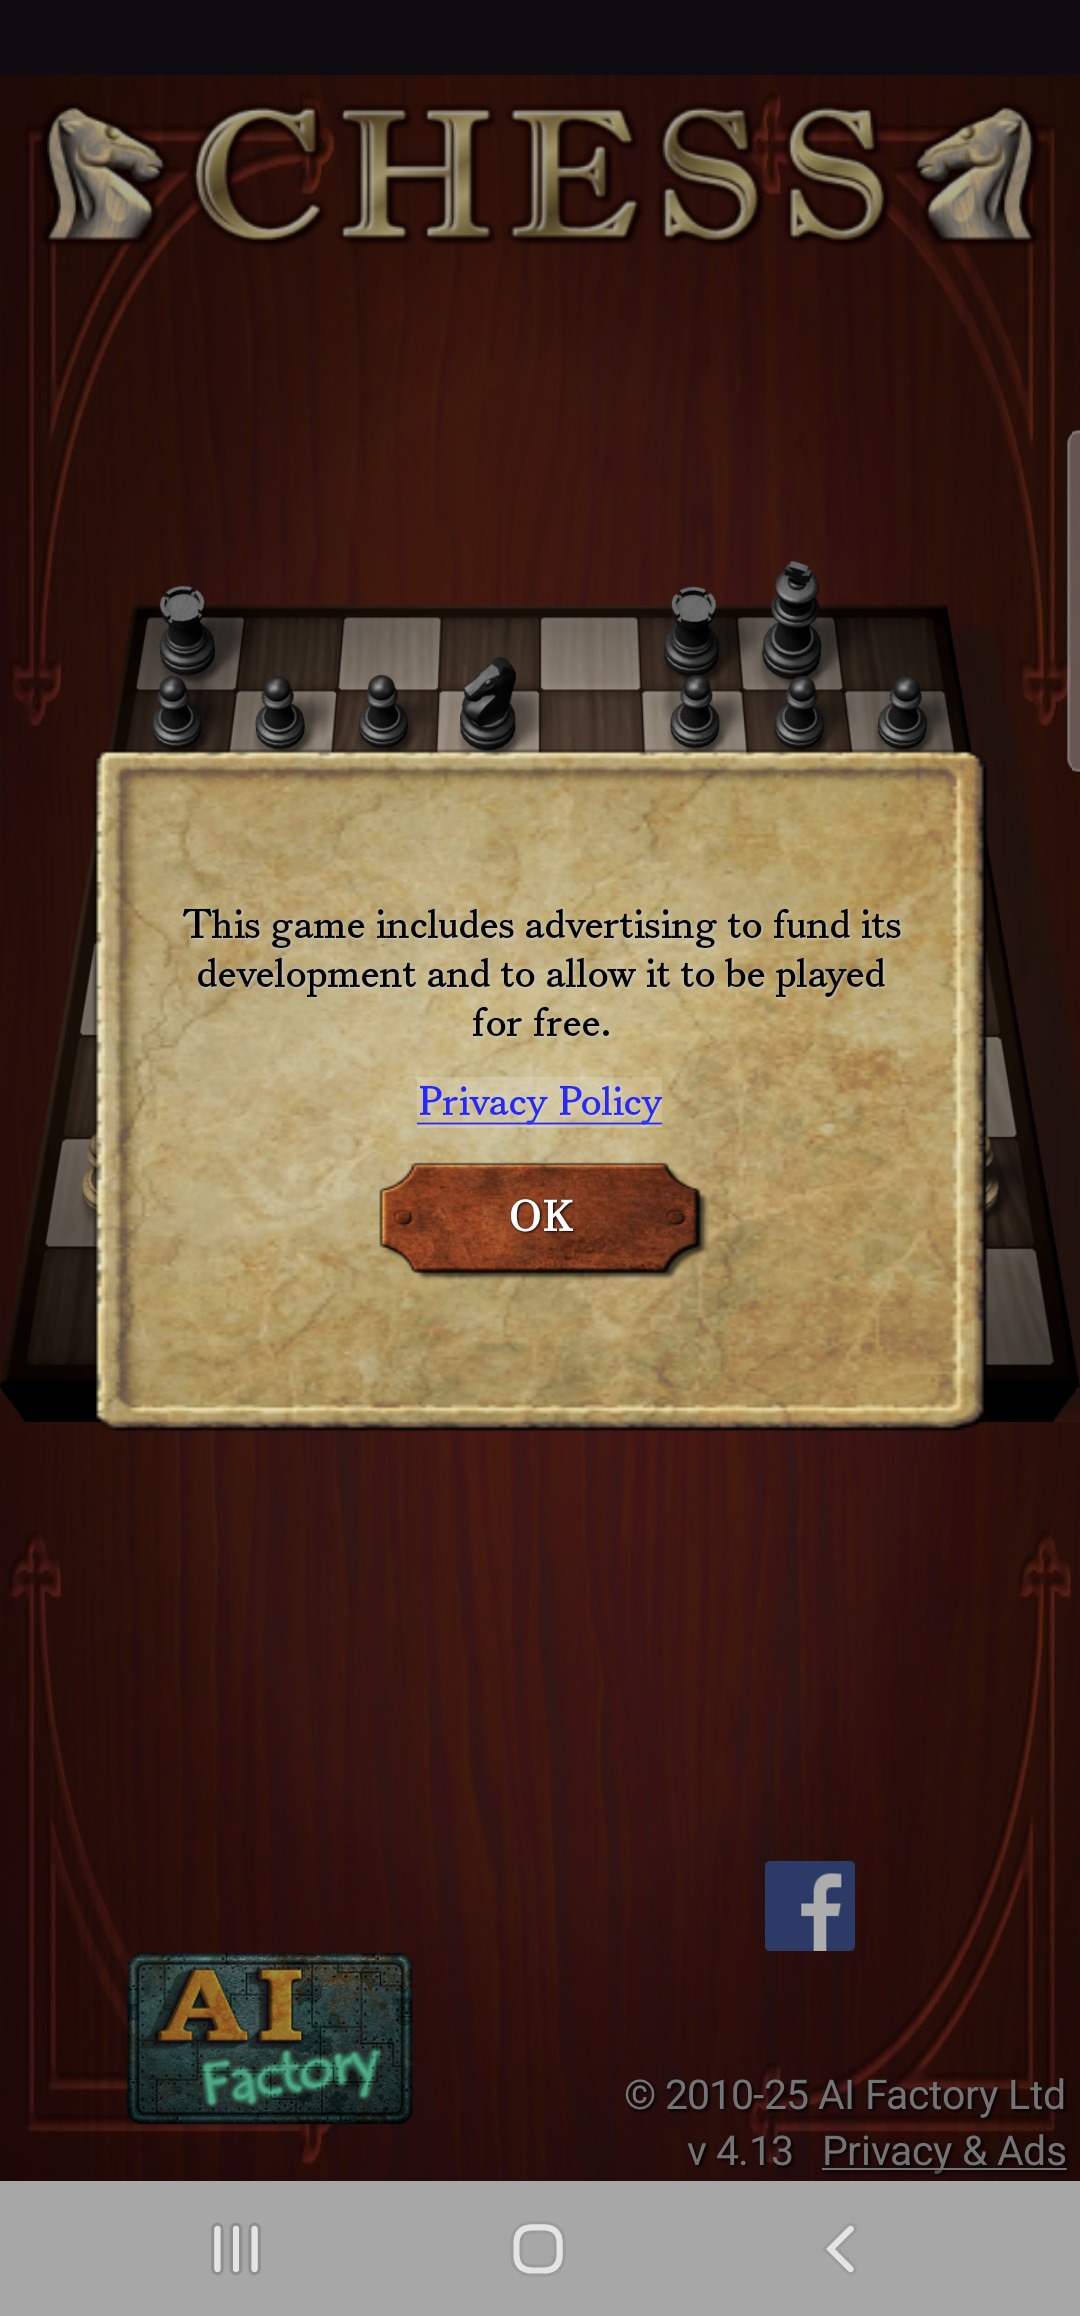 CHESS
This game includes advertising to fund its
development and to allow it to be played
for free.
Privacy Policy
OK
f
AI
Factory
© 2010-25 AI Factory Ltd
v 4.13 Privacy & Ads